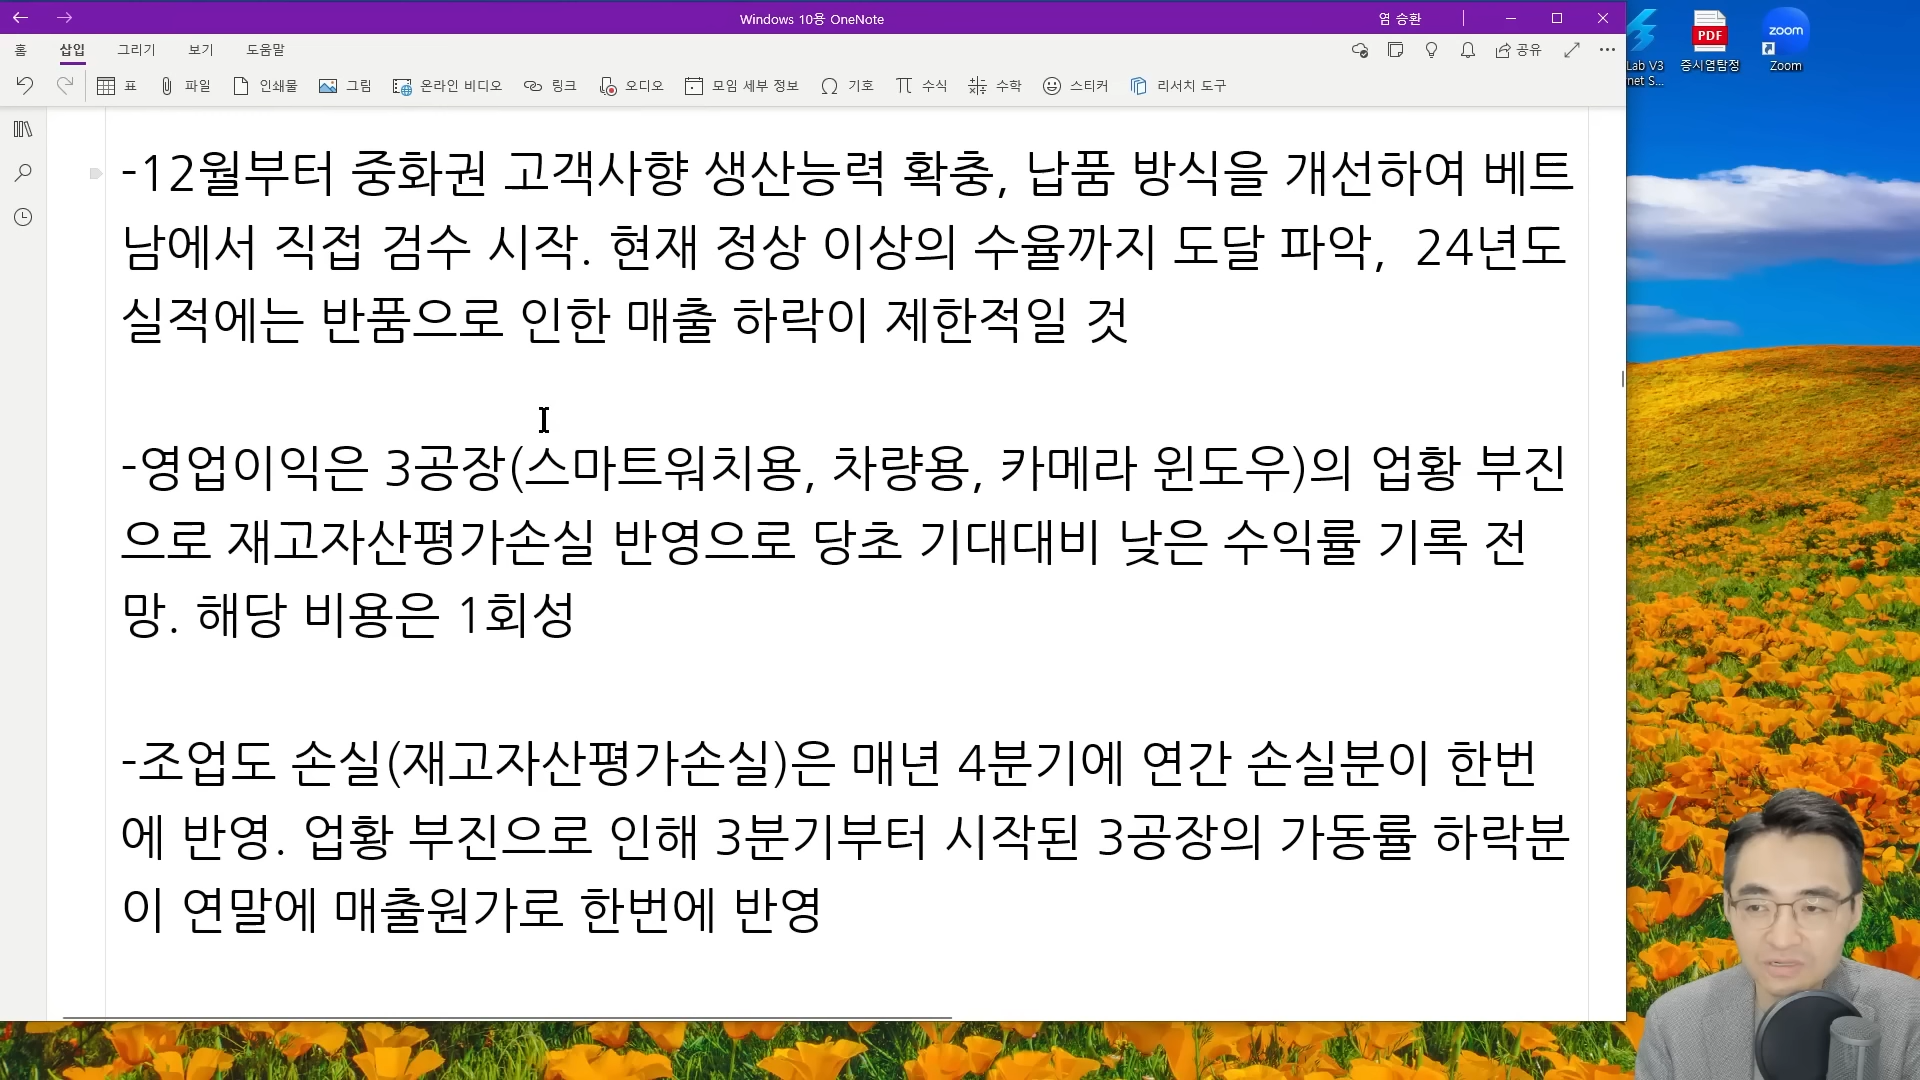 Windows 10용 OneNote
염 승환
홈 삽입 그리기 보기 도움말
공유
표 파일 인쇄물 그림 온라인 비디오 링크 오디오 모임 세부 정보 기호 수식 수학 스티커 리서치 도구
Lab V3
net S...
PDF
증시염탐정
zoom
Zoom
-12월부터 중화권 고객사향 생산능력 확충, 납품 방식을 개선하여 베트
남에서 직접 검수 시작. 현재 정상 이상의 수율까지 도달 파악, 24년도
실적에는 반품으로 인한 매출 하락이 제한적일 것
-영업이익은 3공장(스마트워치용, 차량용, 카메라 윈도우)의 업황 부진
으로 재고자산평가손실 반영으로 당초 기대대비 낮은 수익률 기록 전
망. 해당 비용은 1회성
-조업도 손실(재고자산평가손실)은 매년 4분기에 연간 손실분이 한번
에 반영. 업황 부진으로 인해 3분기부터 시작된 3공장의 가동률 하락분
이 연말에 매출원가로 한번에 반영